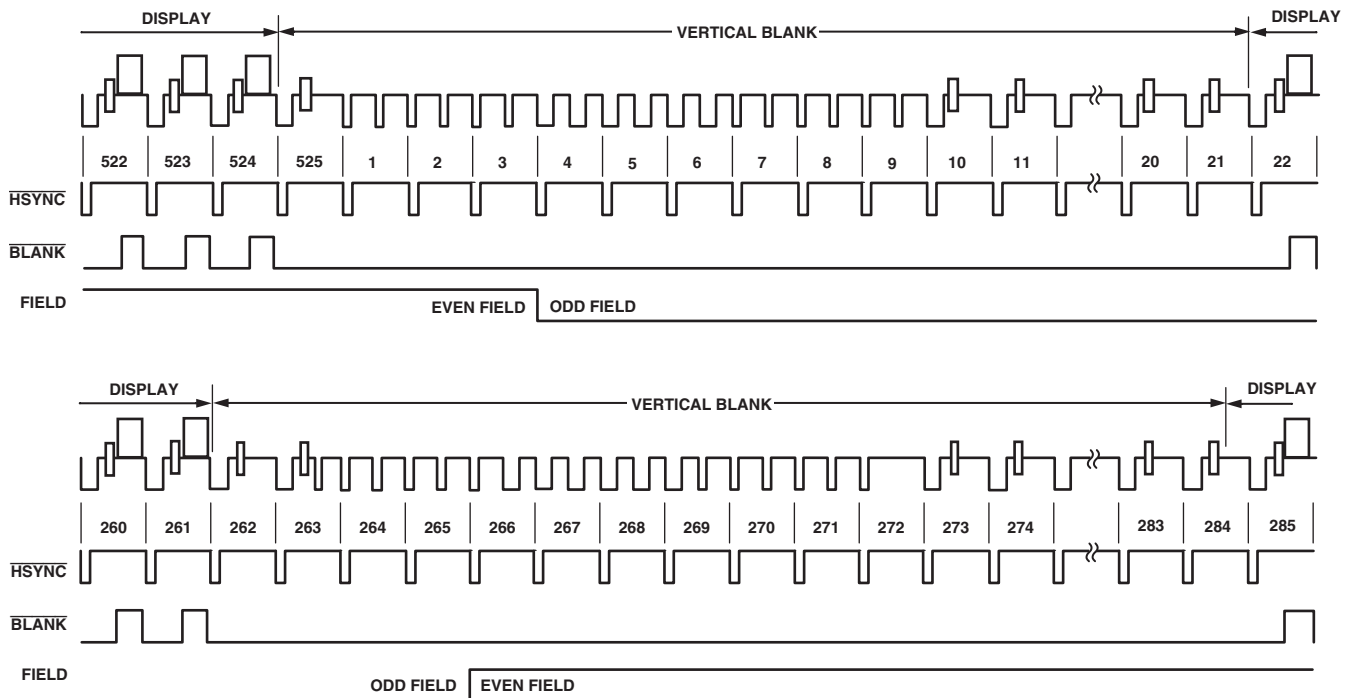 DISPLAY VERTICAL BLANK DISPLAY
522 523 524 525 1 2 3 4 5 6 7 8 9 10 11 20 21 22
HSYNC
BLANK
FIELD EVEN FIELD ODD FIELD
DISPLAY VERTICAL BLANK DISPLAY
260 261 262 263 264 265 266 267 268 269 270 271 272 273 274 283 284 285
HSYNC
BLANK
FIELD ODD FIELD EVEN FIELD